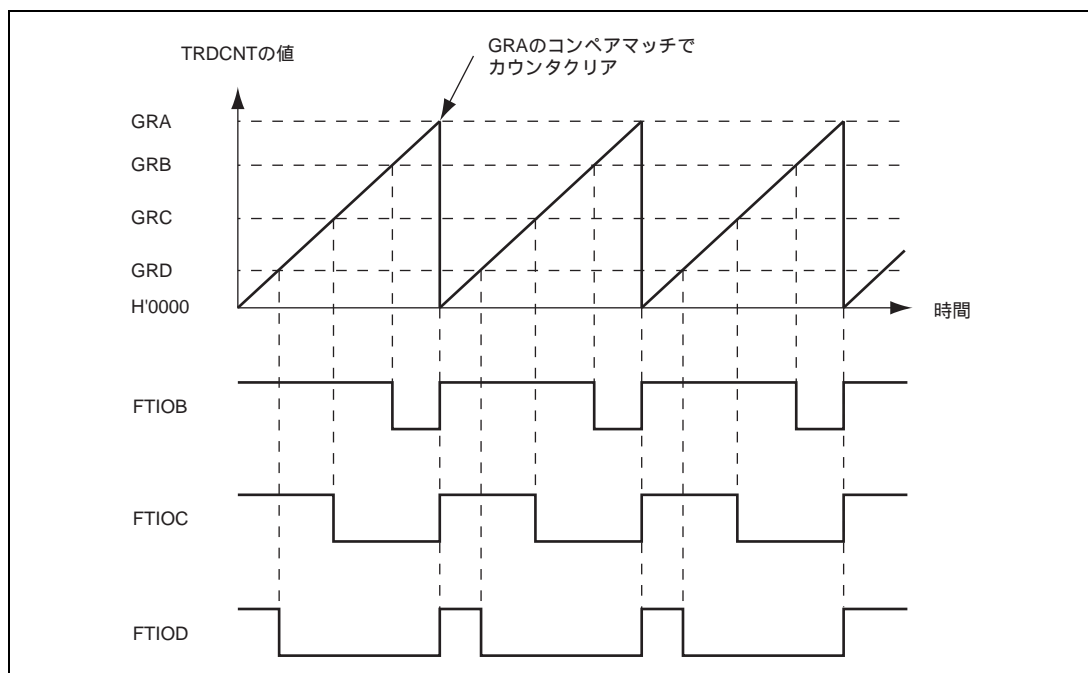 TRDCNTの値
GRAのコンペアマッチで
カウンタクリア
GRA
GRB
GRC
GRD
H'0000
時間
FTIOB
FTIOC
FTIOD